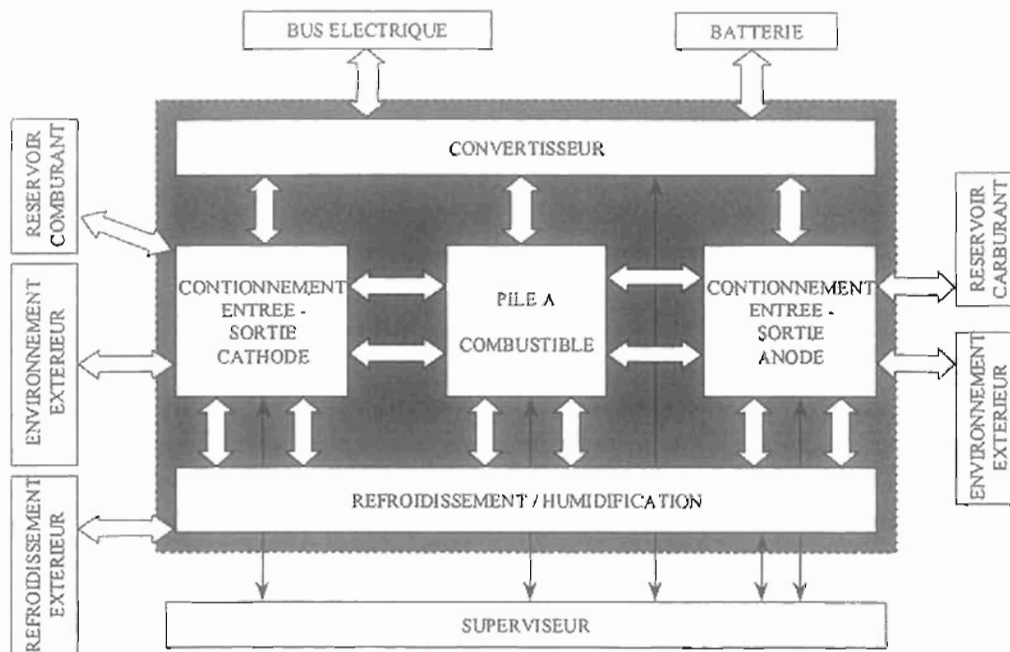 BUS ELECTRIQUE
BATTERIE
CONVERTISSEUR
RESERVOIR
COMBURANT
CONTIONNEMENT
ENTREE -
SORTIE
CATHODE
PILE A
COMBUSTIBLE
CONTIONNEMENT
ENTREE -
SORTIE
ANODE
RESERVOIR
CARBURANT
ENVIRONNEMENT
EXTERIEUR
ENVIRONNEMENT
EXTERIEUR
REFROIDISSEMENT / HUMIDIFICATION
REFROIDISSEMENT
EXTERIEUR
SUPERVISEUR